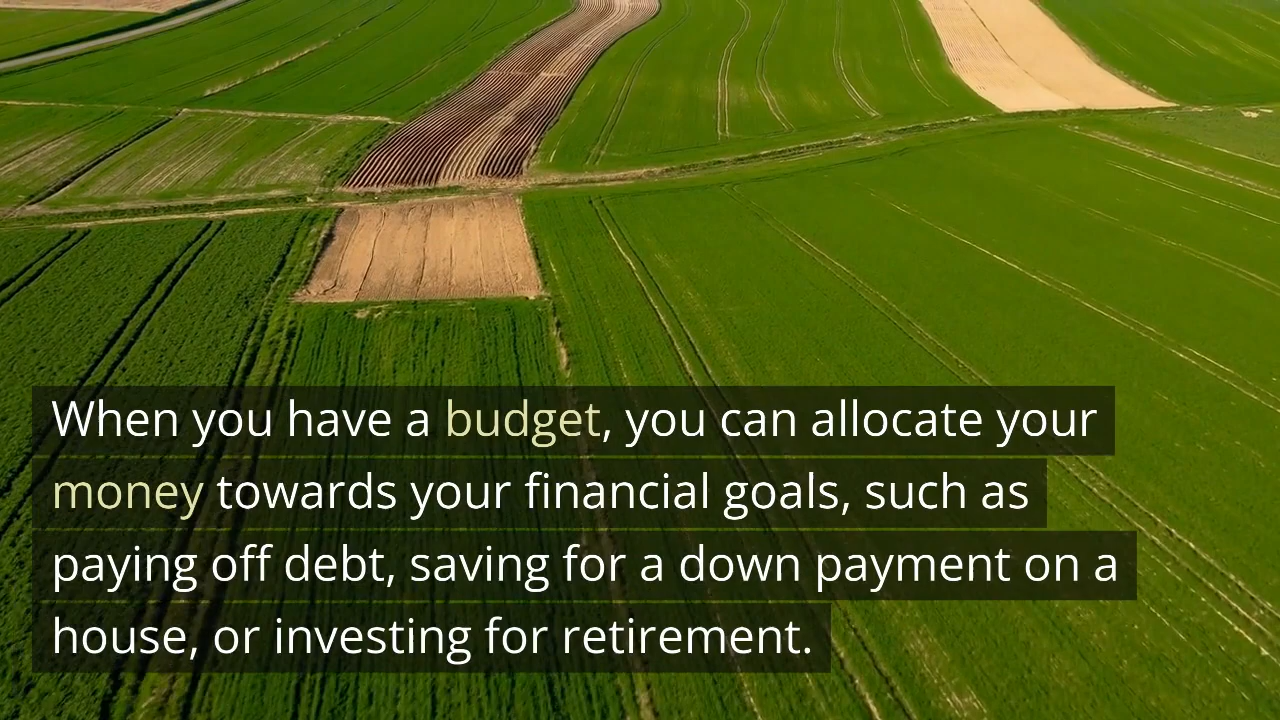 When you have a budget, you can allocate your
money towards your financial goals, such as
paying off debt, saving for a down payment on a
house, or investing for retirement.